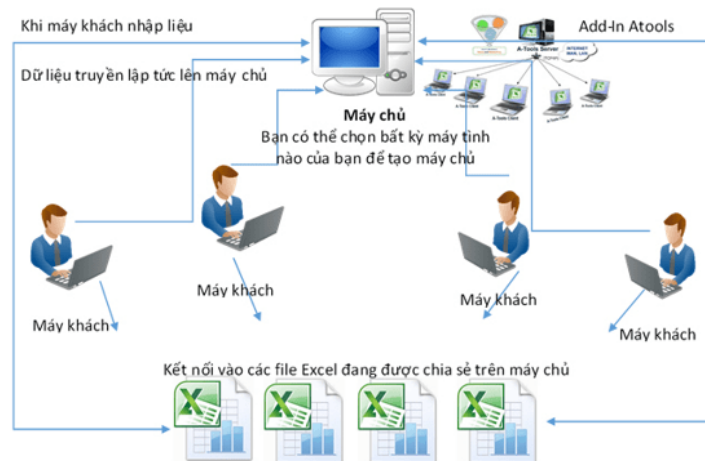 Khi máy khách nhập liệu
Add-In Atools
A-Tools Server
Dữ liệu truyền lập tức lên máy chủ
Máy chủ
Bạn có thể chọn bất kỳ máy tính
nào của bạn để tạo máy chủ
Máy khách
Máy khách
Máy khách
Máy khách
Kết nối vào các file Excel đang được chia sẻ trên máy chủ